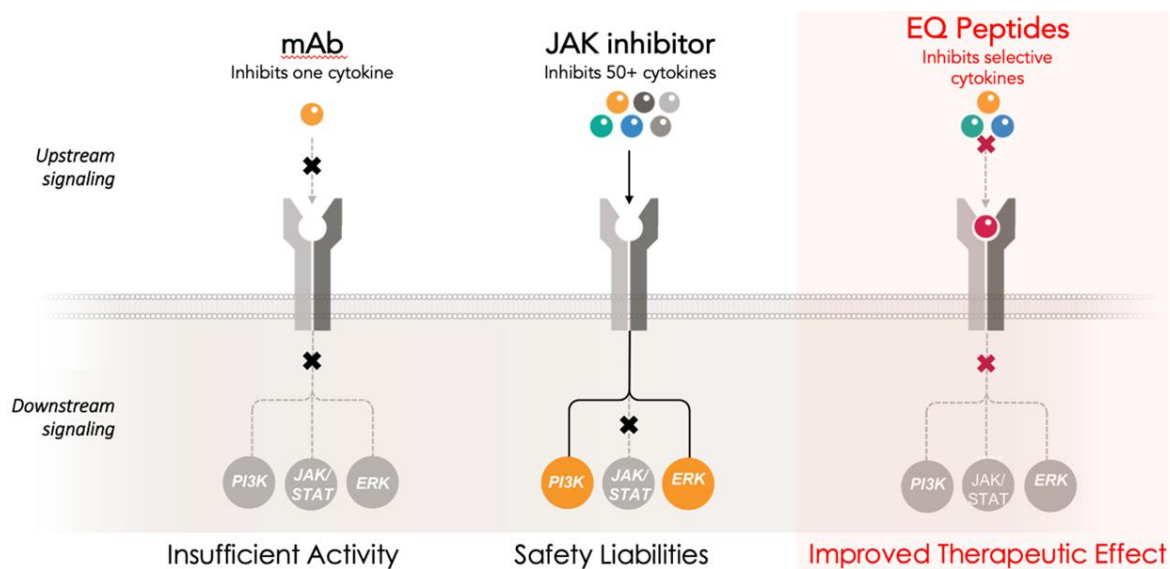 mAb
Inhibits one cytokine
JAK inhibitor
Inhibits 50+ cytokines
EQ Peptides
Inhibits selective
cytokines
Upstream
signaling
Downstream
signaling
PI3K
JAK/
STAT
ERK
PI3K
JAK/
STAT
ERK
PI3K
JAK/
STAT
ERK
Insufficient Activity
Safety Liabilities
Improved Therapeutic Effect